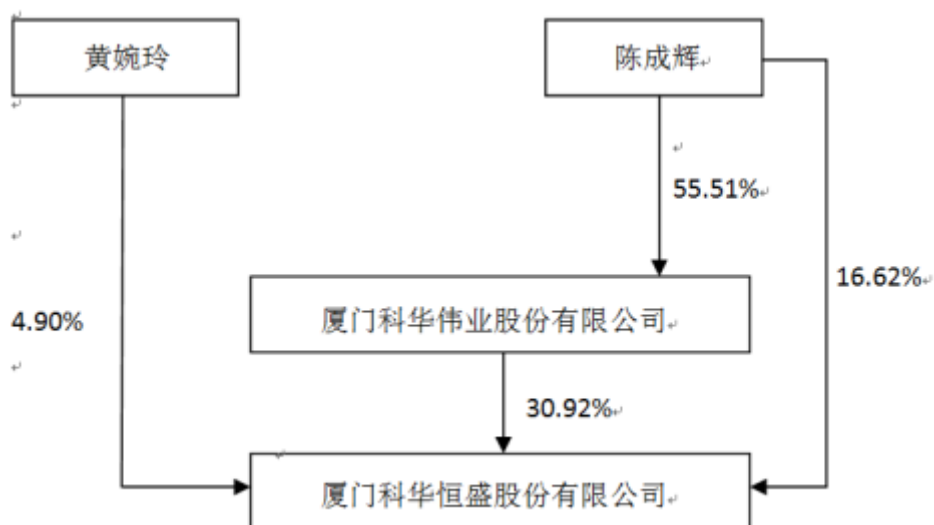 黄婉玲
陈成辉
55.51%
16.62%
厦门科华伟业股份有限公司
4.90%
30.92%
厦门科华恒盛股份有限公司